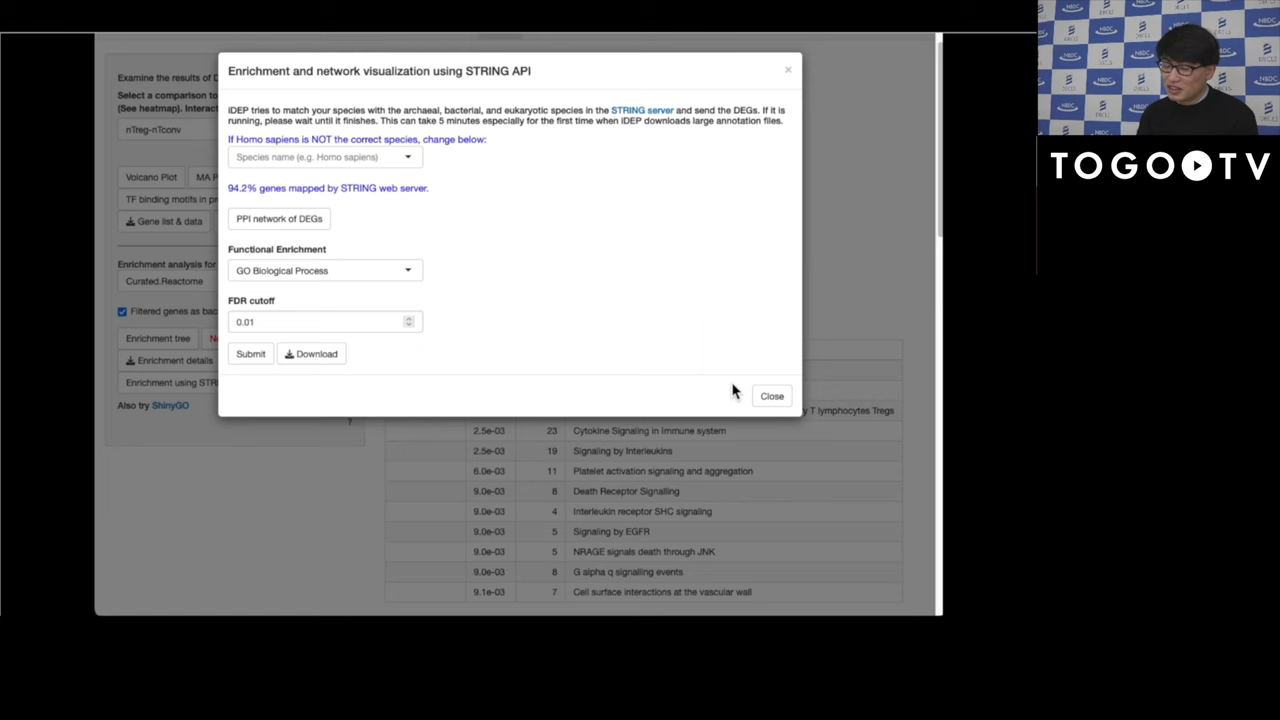 Enrichment and network visualization using STRING API
×
iDEP tries to match your species with the archaeal, bacterial, and eukaryotic species in the STRING server and send the DEGs. If it is
running, please wait until it finishes. This can take 5 minutes especially for the first time when iDEP downloads large annotation files.
If Homo sapiens is NOT the correct species, change below:
Species name (e.g. Homo sapiens)
94.2% genes mapped by STRING web server.
PPI network of DEGs
Functional Enrichment
GO Biological Process
FDR cutoff
0.01
Submit
Download
Close
Examine the results of D
Select a comparison to
(See heatmap). Interact
nTreg-nTconv
Volcano Plot
MA P
TF binding motifs in pr
Gene list & data
Enrichment analysis for
Curated.Reactome
Filtered genes as bac
Enrichment tree
Ne
Enrichment details
Enrichment using STRI
Also try ShinyGO
?
y T lymphocytes Tregs
2.5e-03 23 Cytokine Signaling in Immune system
2.5e-03 19 Signaling by Interleukins
6.0e-03 11 Platelet activation signaling and aggregation
9.0e-03 8 Death Receptor Signalling
9.0e-03 4 Interleukin receptor SHC signaling
9.0e-03 5 Signaling by EGFR
9.0e-03 5 NRAGE signals death through JNK
9.0e-03 8 G alpha q signalling events
9.1e-03 7 Cell surface interactions at the vascular wall
NBDC
DBCLS
TOGO TV